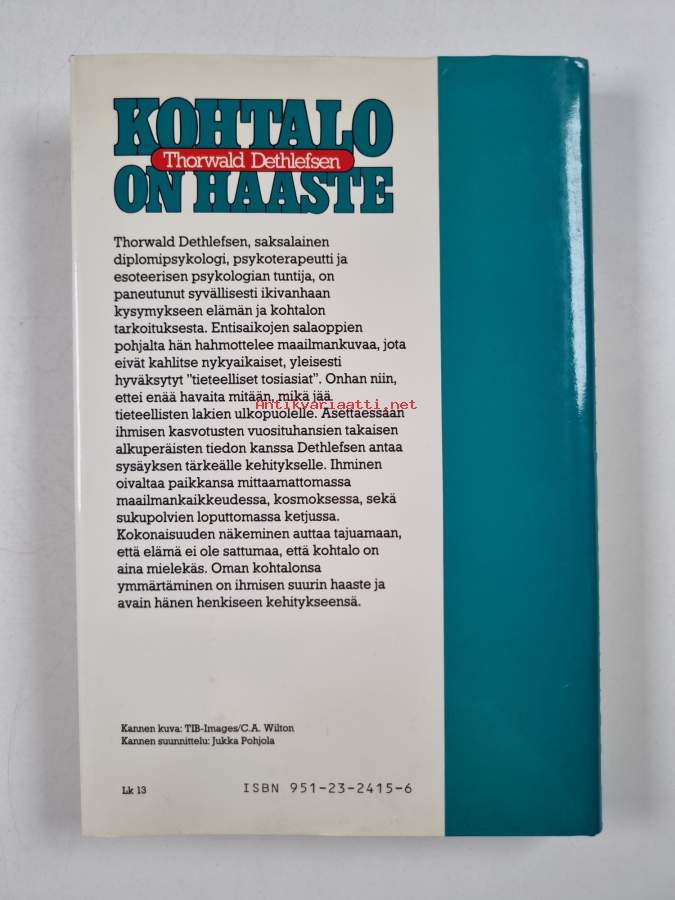 KOHTALO
Thorwald Dethlefsen
ON HAASTE
Thorwald Dethlefsen, saksalainen
diplomipsykologi, psykoterapeutti ja
esoteerisen psykologian tuntija, on
paneutunut syvällisesti ikivanhaan
kysymykseen elämän ja kohtalon
tarkoituksesta. Entisaikojen salaoppien
pohjalta hän hahmottelee maailmankuvaa, jota
eivät kahlitse nykyaikaiset, yleisesti
hyväksytyt "tieteelliset tosiasiat". Onhan niin,
ettei enää havaita mitään, mikä jää
Antikvariaatti.net
tieteellisten lakien ulkopuolelle. Asettaessaan
ihmisen kasvotusten vuosituhansien takaisen
alkuperäisten tiedon kanssa Dethlefsen antaa
sysäyksen tärkeälle kehitykselle. Ihminen
oivaltaa paikkansa mittaamattomassa
maailmankaikkeudessa, kosmoksessa, sekä
sukupolvien loputtomassa ketjussa.
Kokonaisuuden näkeminen auttaa tajuamaan,
että elämä ei ole sattumaa, että kohtalo on
aina mielekäs. Oman kohtalonsa
ymmärtäminen on ihmisen suurin haaste ja
avain hänen henkiseen kehitykseensä.
Kannen kuva: TIB-Images/C.A. Wilton
Kannen suunnittelu: Jukka Pohjola
Lk 13
ISBN 951-23-2415-6